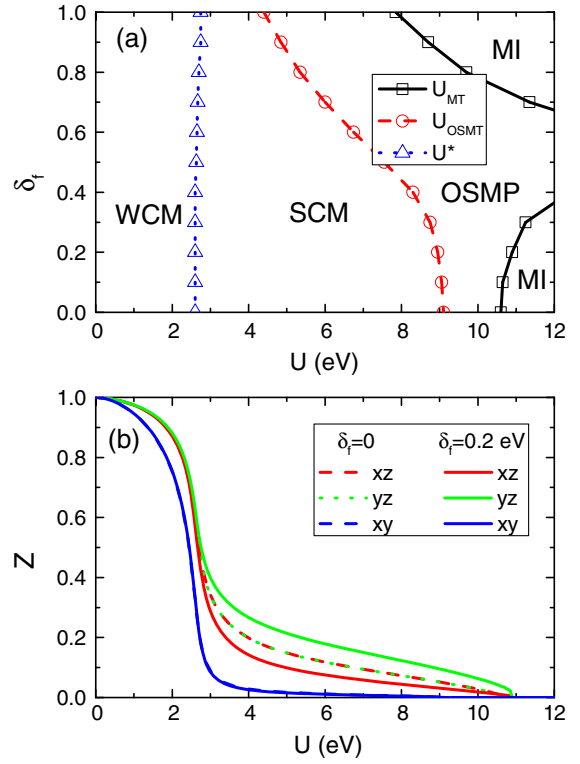 (a)
MI
U_MT
U_OSMT
U*
WCM
SCM
OSMP
MI
δ_f
1.0
0.8
0.6
0.4
0.2
0.0
0 2 4 6 8 10 12
U (eV)
(b)
δ_f=0 δ_f=0.2 eV
xz xz
yz yz
xy xy
Z
1.0
0.8
0.6
0.4
0.2
0.0
0 2 4 6 8 10 12
U (eV)